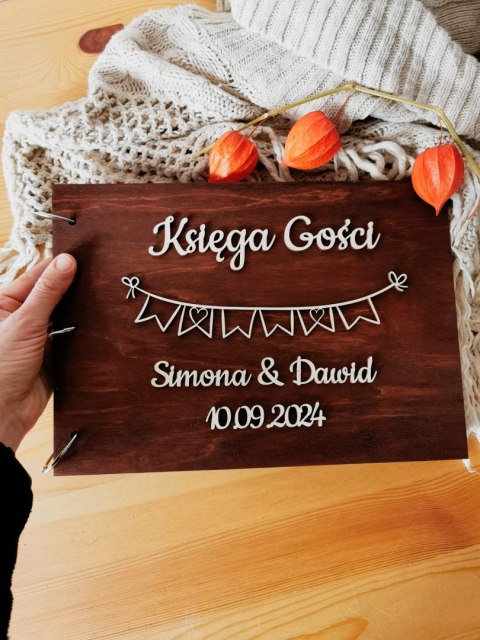 Księga Gości
Simona & Dawid
10.09.2024